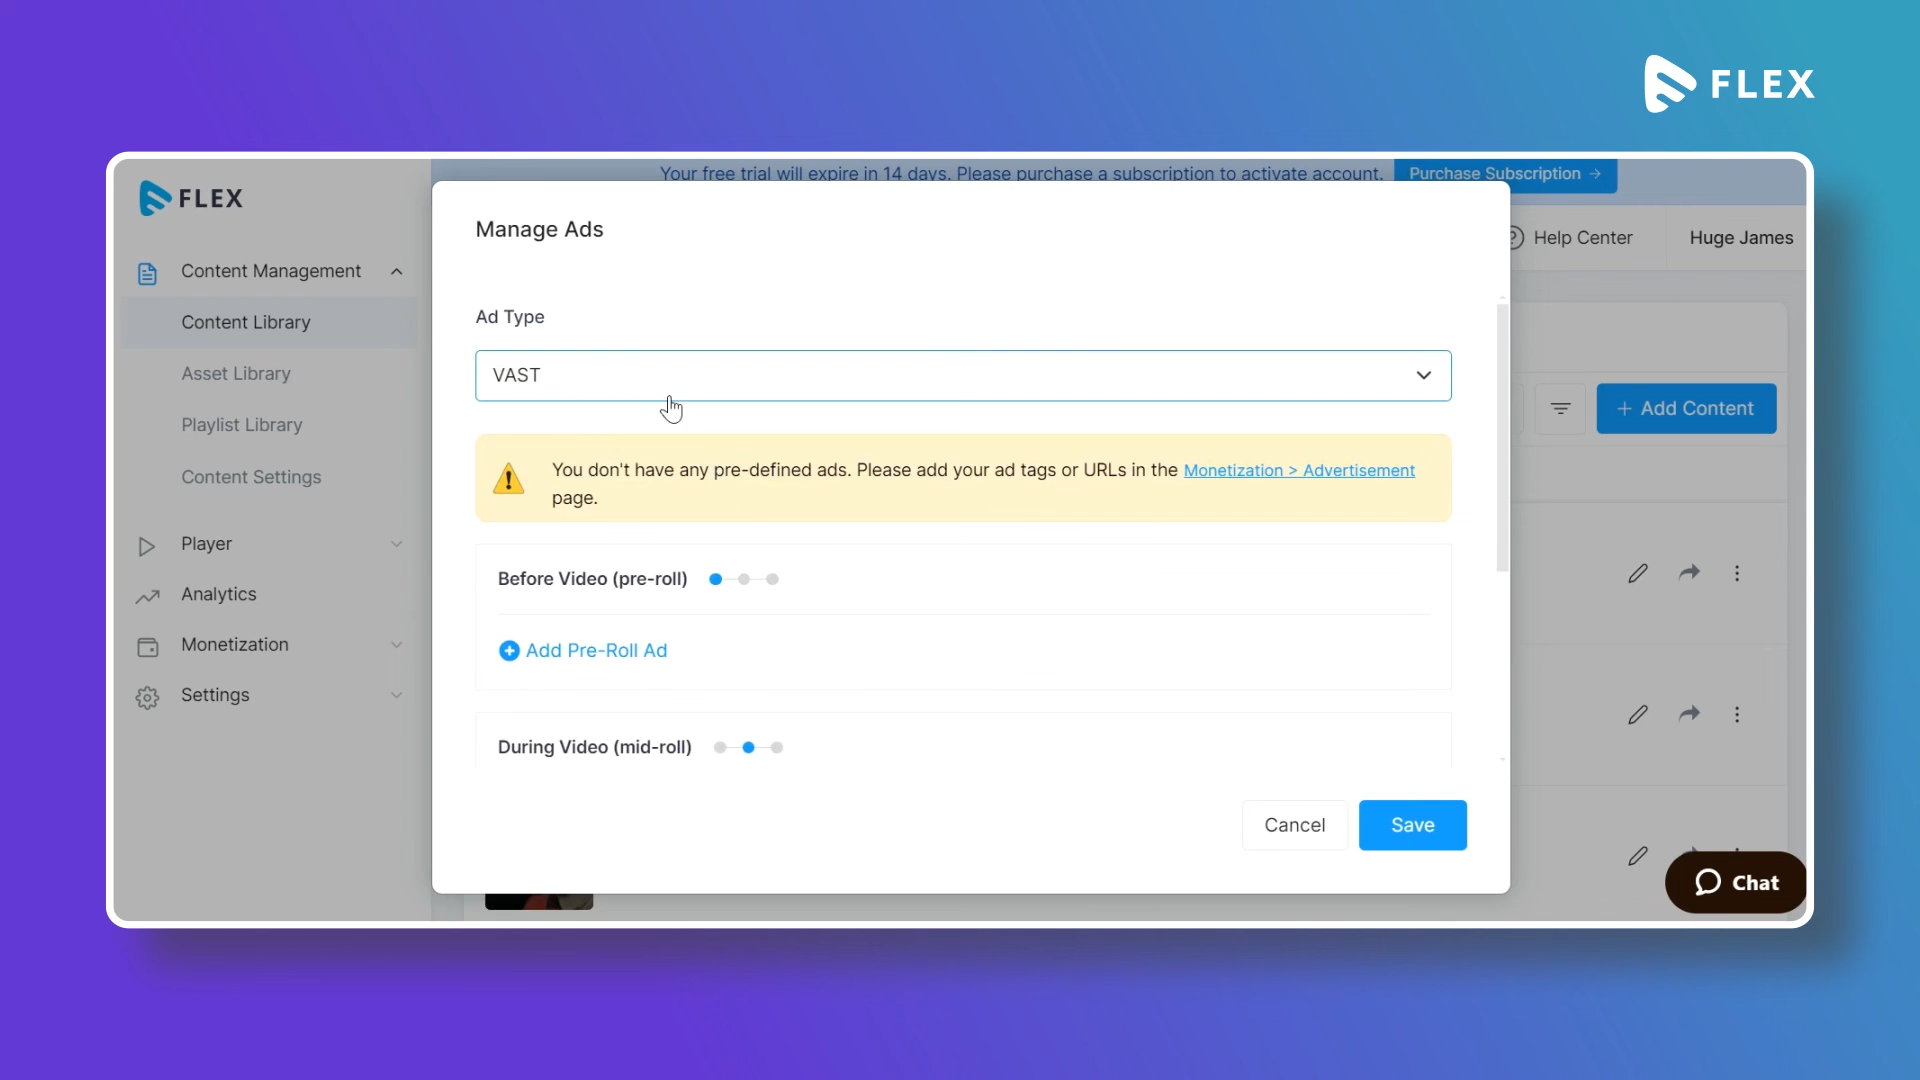 FLEX
FLEX
Your free trial will expire in 14 days. Please purchase a subscription to activate account.
Purchase Subscription →
Help Center
Huge James
Content Management
Content Library
Asset Library
Playlist Library
Content Settings
Player
Analytics
Monetization
Settings
+ Add Content
Manage Ads
Ad Type
VAST
You don't have any pre-defined ads. Please add your ad tags or URLs in the Monetization > Advertisement
page.
Before Video (pre-roll)
Add Pre-Roll Ad
During Video (mid-roll)
Cancel
Save
Chat